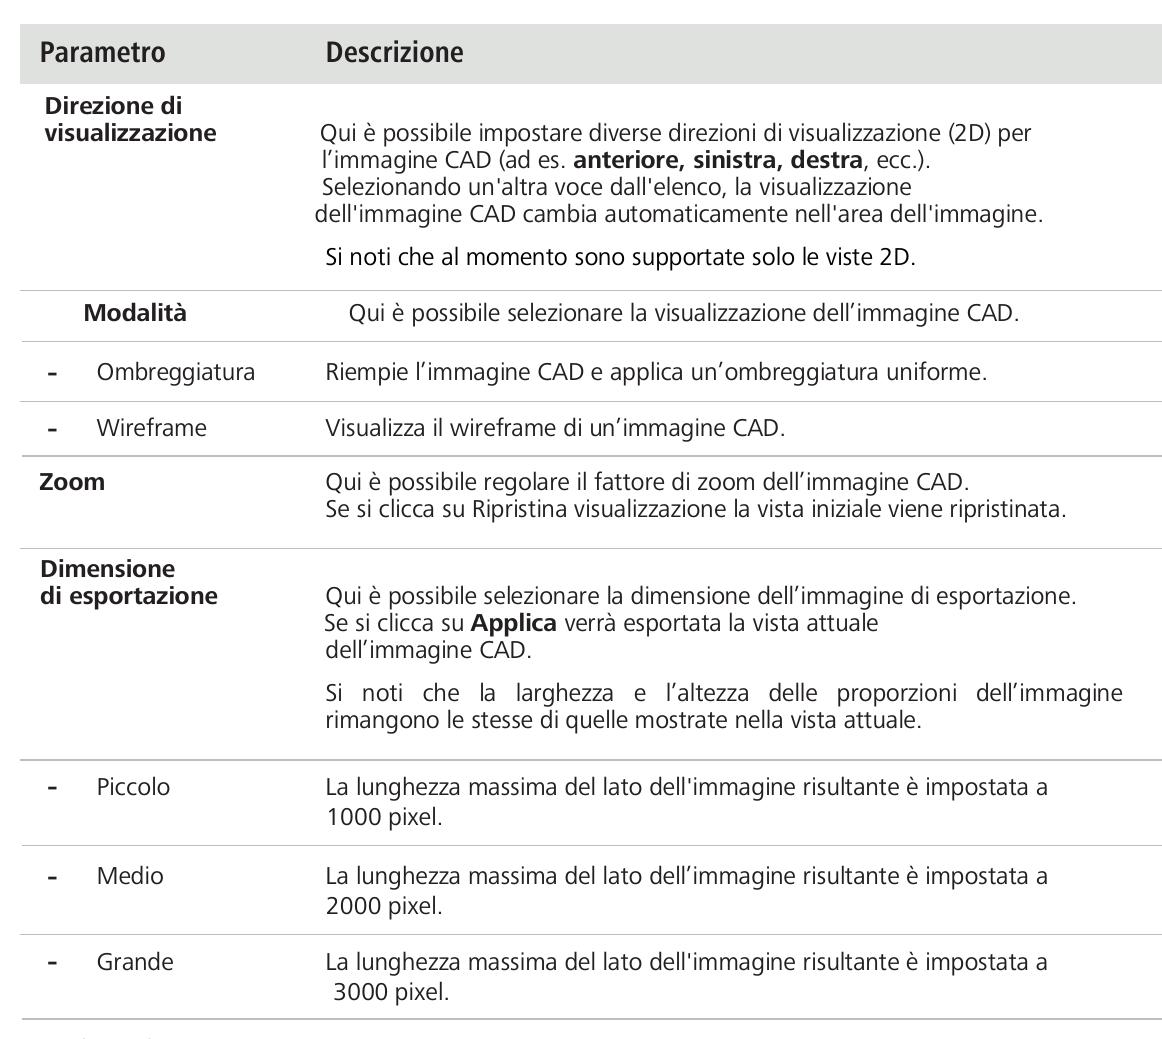 Parametro Descrizione
Direzione di
visualizzazione Qui è possibile impostare diverse direzioni di visualizzazione (2D) per
l’immagine CAD (ad es. anteriore, sinistra, destra, ecc.).
Selezionando un'altra voce dall'elenco, la visualizzazione
dell'immagine CAD cambia automaticamente nell'area dell'immagine.
Si noti che al momento sono supportate solo le viste 2D.
Modalità Qui è possibile selezionare la visualizzazione dell’immagine CAD.
- Ombreggiatura Riempie l’immagine CAD e applica un’ombreggiatura uniforme.
- Wireframe Visualizza il wireframe di un’immagine CAD.
Zoom Qui è possibile regolare il fattore di zoom dell’immagine CAD.
Se si clicca su Ripristina visualizzazione la vista iniziale viene ripristinata.
Dimensione
di esportazione Qui è possibile selezionare la dimensione dell’immagine di esportazione.
Se si clicca su Applica verrà esportata la vista attuale
dell’immagine CAD.
Si noti che la larghezza e l’altezza delle proporzioni dell’immagine
rimangono le stesse di quelle mostrate nella vista attuale.
- Piccolo La lunghezza massima del lato dell'immagine risultante è impostata a
1000 pixel.
- Medio La lunghezza massima del lato dell’immagine risultante è impostata a
2000 pixel.
- Grande La lunghezza massima del lato dell'immagine risultante è impostata a
3000 pixel.